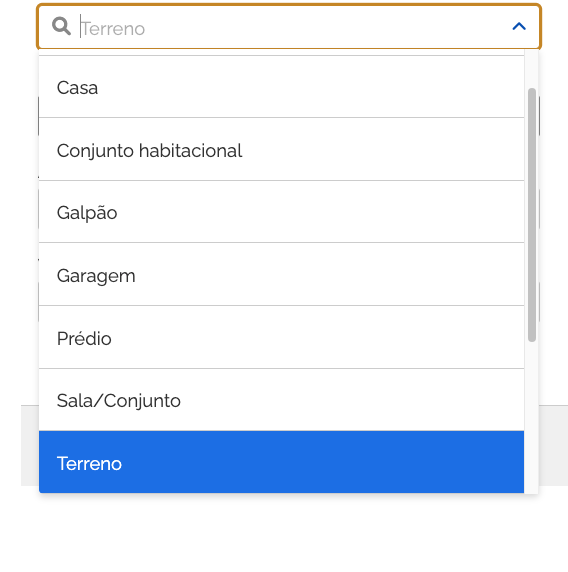 Terreno
Casa
Conjunto habitacional
Galpão
Garagem
Prédio
Sala/Conjunto
Terreno